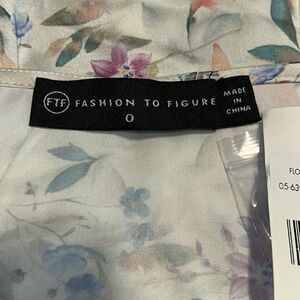 FTF FASHION TO FIGURE
0
MADE
IN
CHINA
FLO
05-63